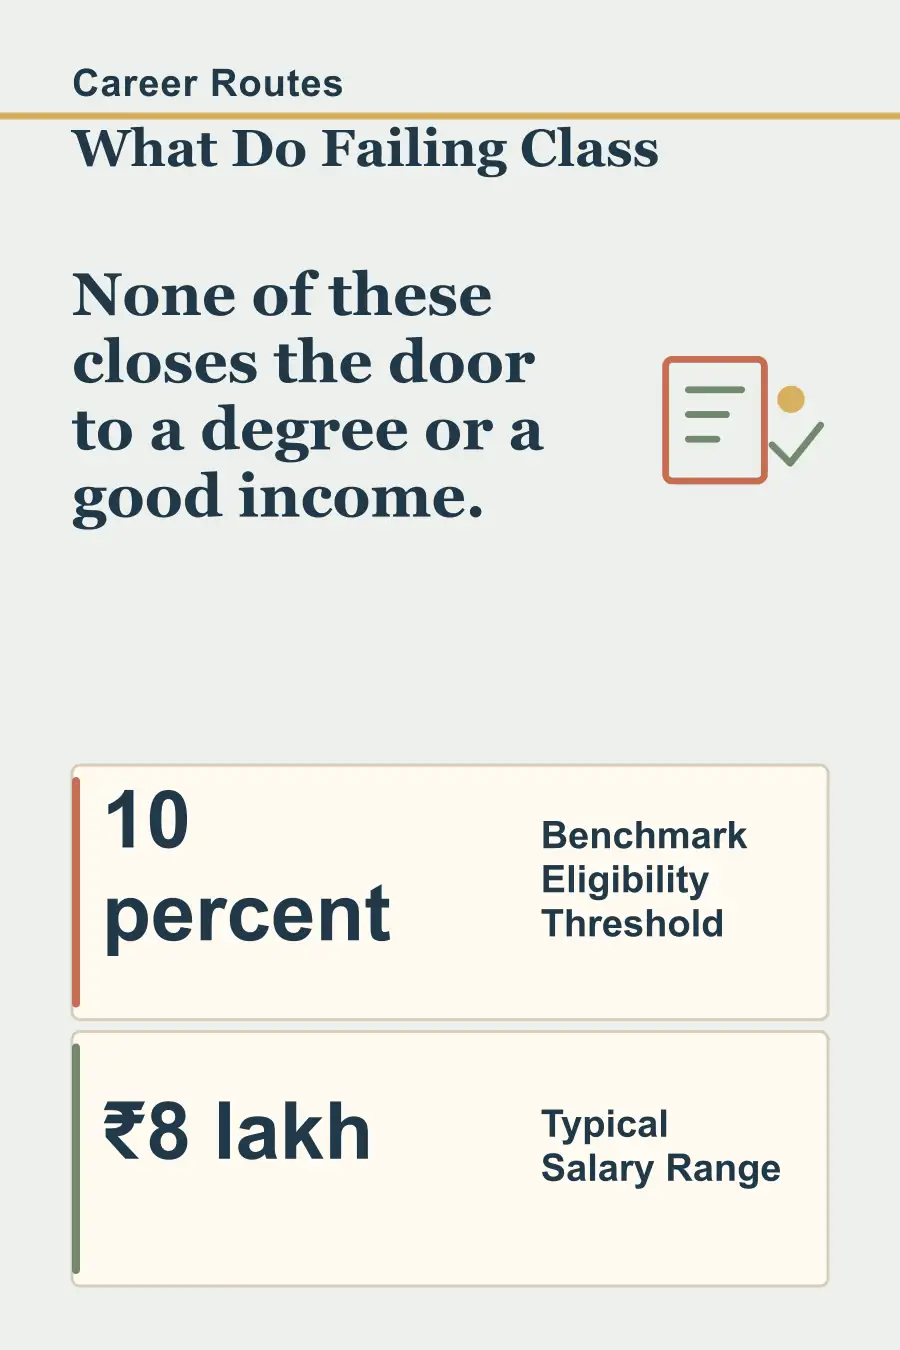 Career Routes
What Do Failing Class
None of these
closes the door
to a degree or a
good income.
10
percent
Benchmark
Eligibility
Threshold
₹8 lakh
Typical
Salary Range